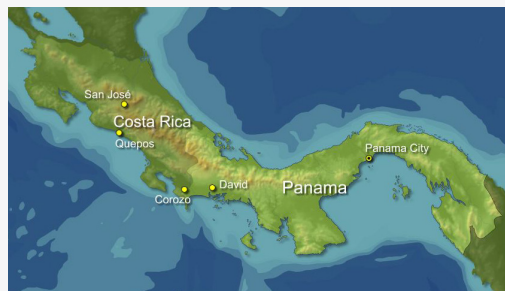 San José
Costa Rica
Quepos
Panama City
David
Panama
Corozo